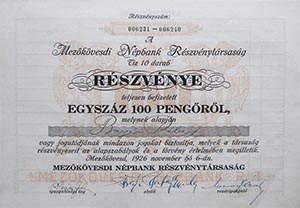 Részvényszám:
006231 - 006240
A
Mezőkövesdi Népbank Részvénytársaság
Tíz 10 darab
RÉSZVÉNYE
teljesen befizetett
EGYSZÁZ 100 PENGŐRŐL,
melynek alapján
vagy jogutódjának mindazon jogokat biztosítja, melyek a társaság
részvényeseit az alapszabályok és a törvény értelmében megilletik.
Mezőkövesd, 1926 november hó 6-án.
MEZŐKÖVESDI NÉPBANK RÉSZVÉNYTÁRSASÁG